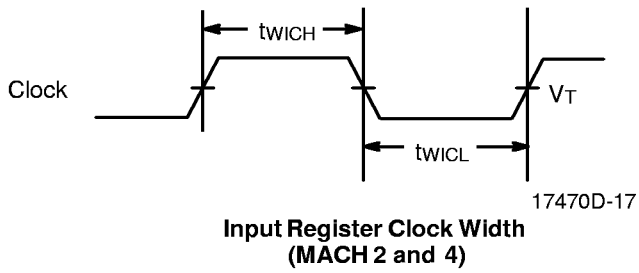 tWICH
Clock
VT
tWICL
17470D-17
Input Register Clock Width
(MACH 2 and 4)